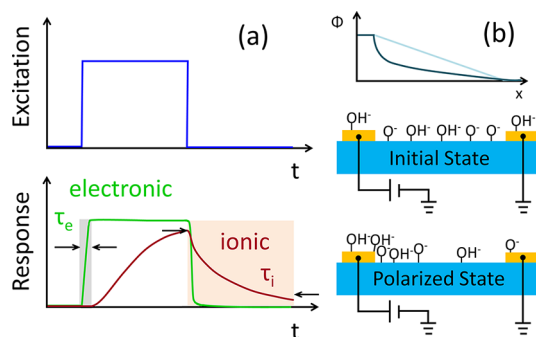 (a)
Excitation
t
electronic
τe
ionic
τi
Response
t
(b)
Φ
x
OH- O- OH- OH- O- O- OH-
Initial State
OH- OH- O- OH- O- OH- O-
Polarized State